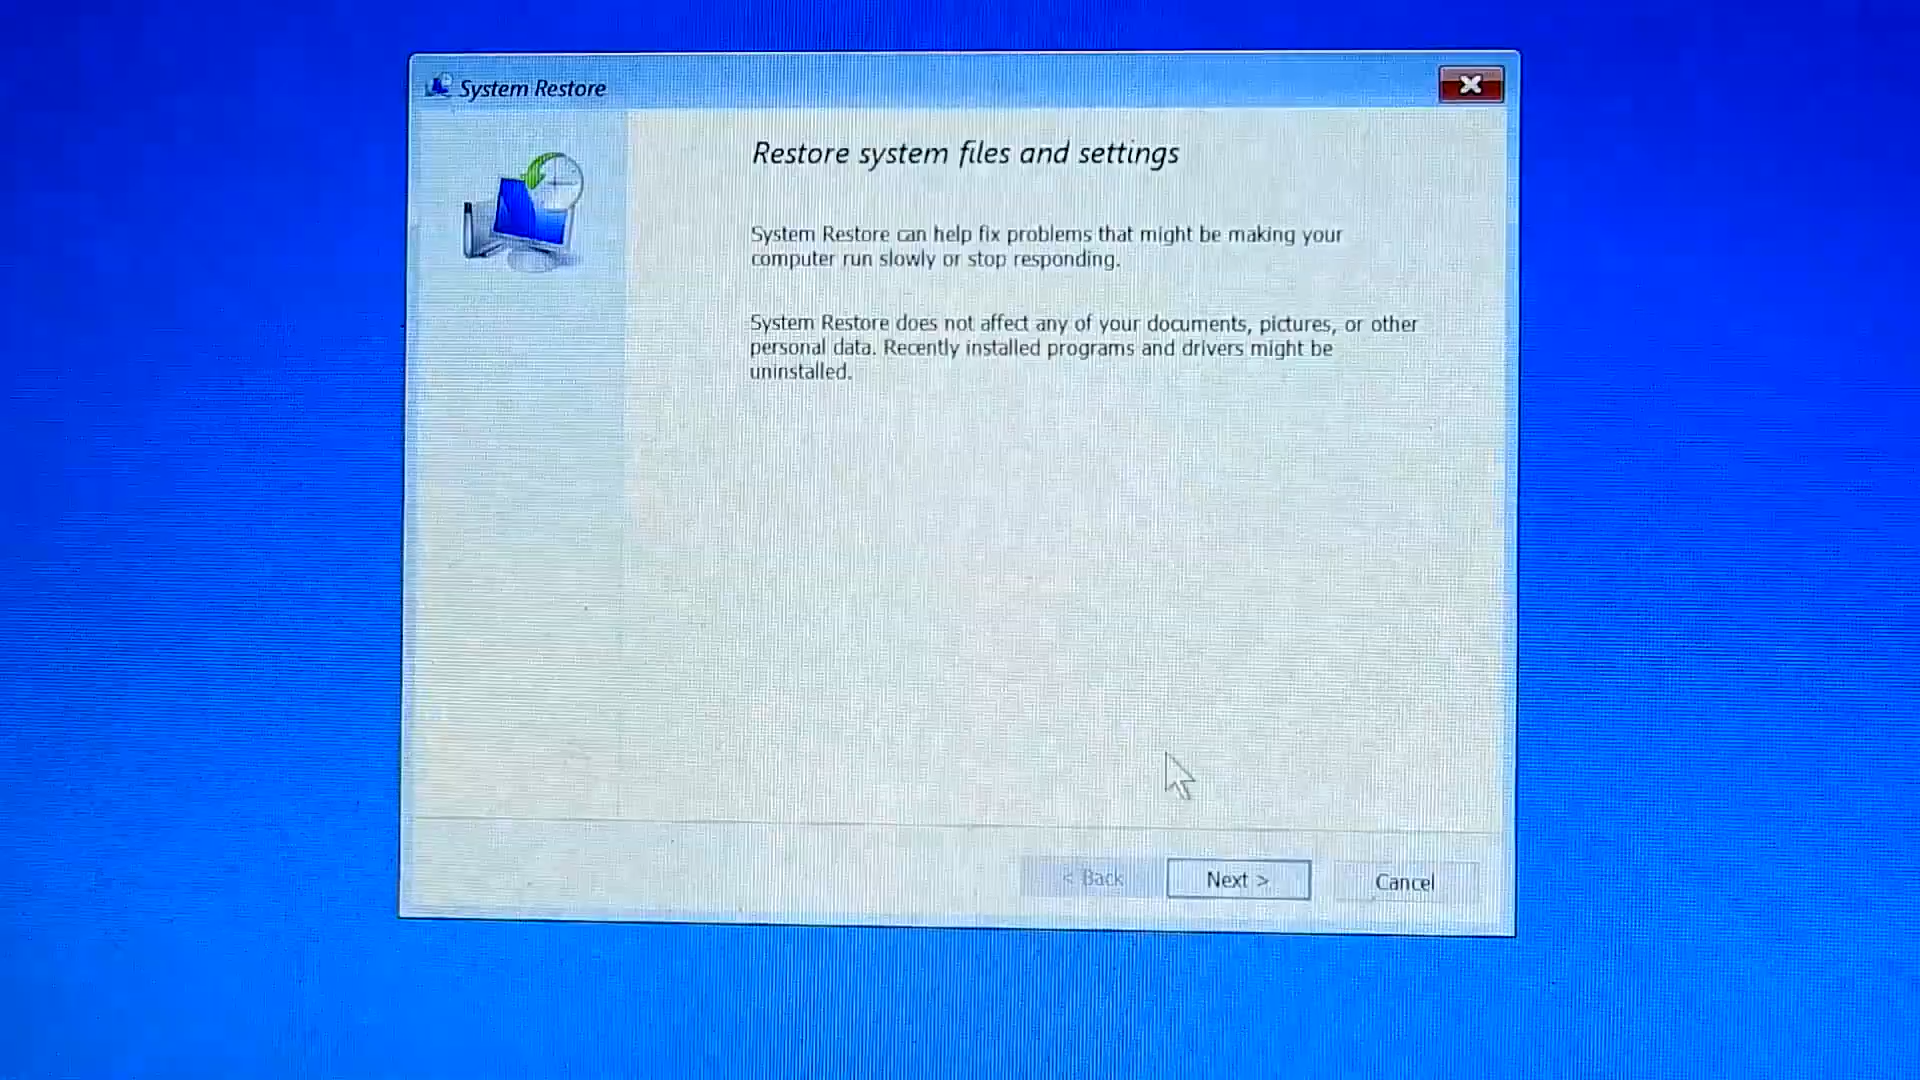 System Restore
Restore system files and settings
System Restore can help fix problems that might be making your
computer run slowly or stop responding.
System Restore does not affect any of your documents, pictures, or other
personal data. Recently installed programs and drivers might be
uninstalled.
< Back
Next >
Cancel